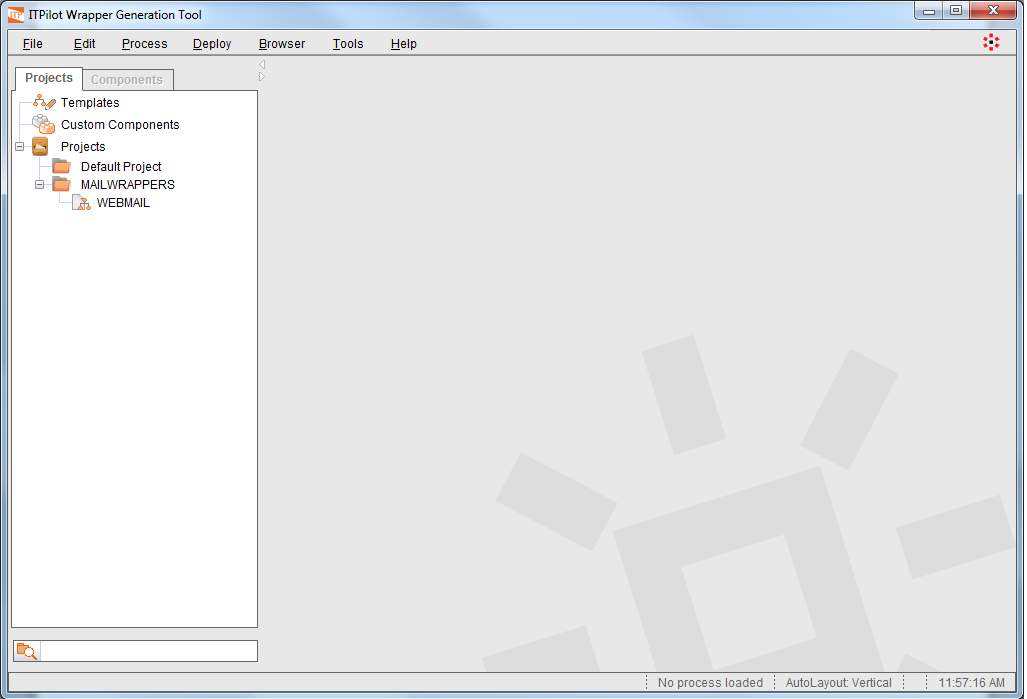 ITP ITPilot Wrapper Generation Tool
File Edit Process Deploy Browser Tools Help
Projects Components
Templates
Custom Components
Projects
Default Project
MAILWRAPPERS
WEBMAIL
No process loaded AutoLayout: Vertical 11:57:16 AM